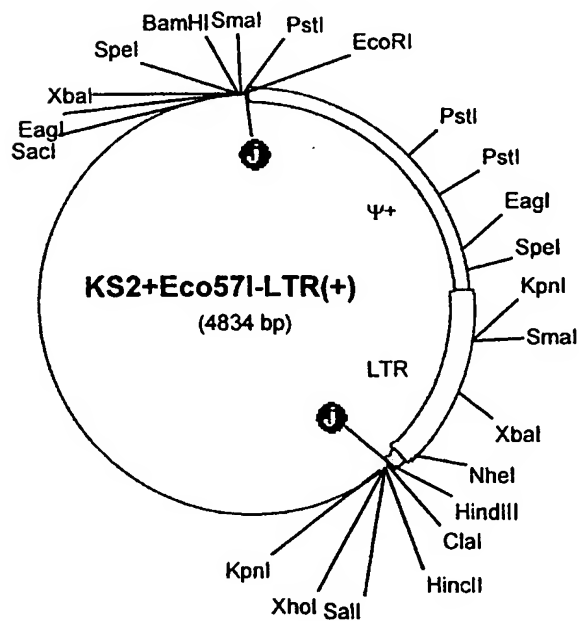 BamHI
SmaI
PstI
SpeI
EcoRI
XbaI
EagI
SacI
j
PstI
PstI
Ψ+
EagI
SpeI
KS2+Eco57I-LTR(+)
(4834 bp)
KpnI
SmaI
LTR
j
XbaI
NheI
HindIII
ClaI
HincII
KpnI
XhoI
SalI